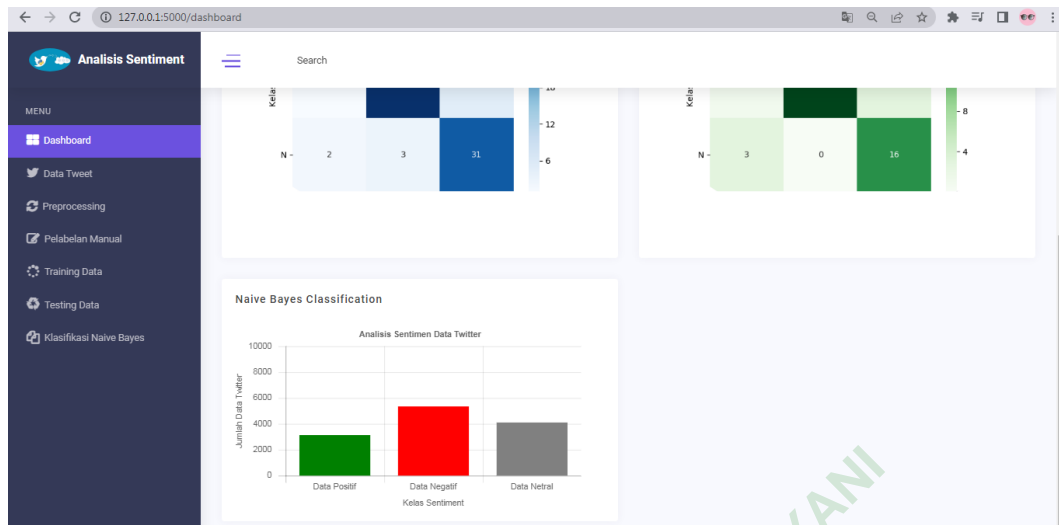 127.0.0.1:5000/dashboard
Analisis Sentiment
Search
MENU
Dashboard
Data Tweet
Preprocessing
Pelabelan Manual
Training Data
Testing Data
Klasifikasi Naive Bayes
12
6
N
2
3
31
8
4
N
3
0
16
Naive Bayes Classification
Analisis Sentimen Data Twitter
Jumlah Data Twitter
10000
8000
6000
4000
2000
0
Data Positif
Data Negatif
Data Netral
Kelas Sentiment